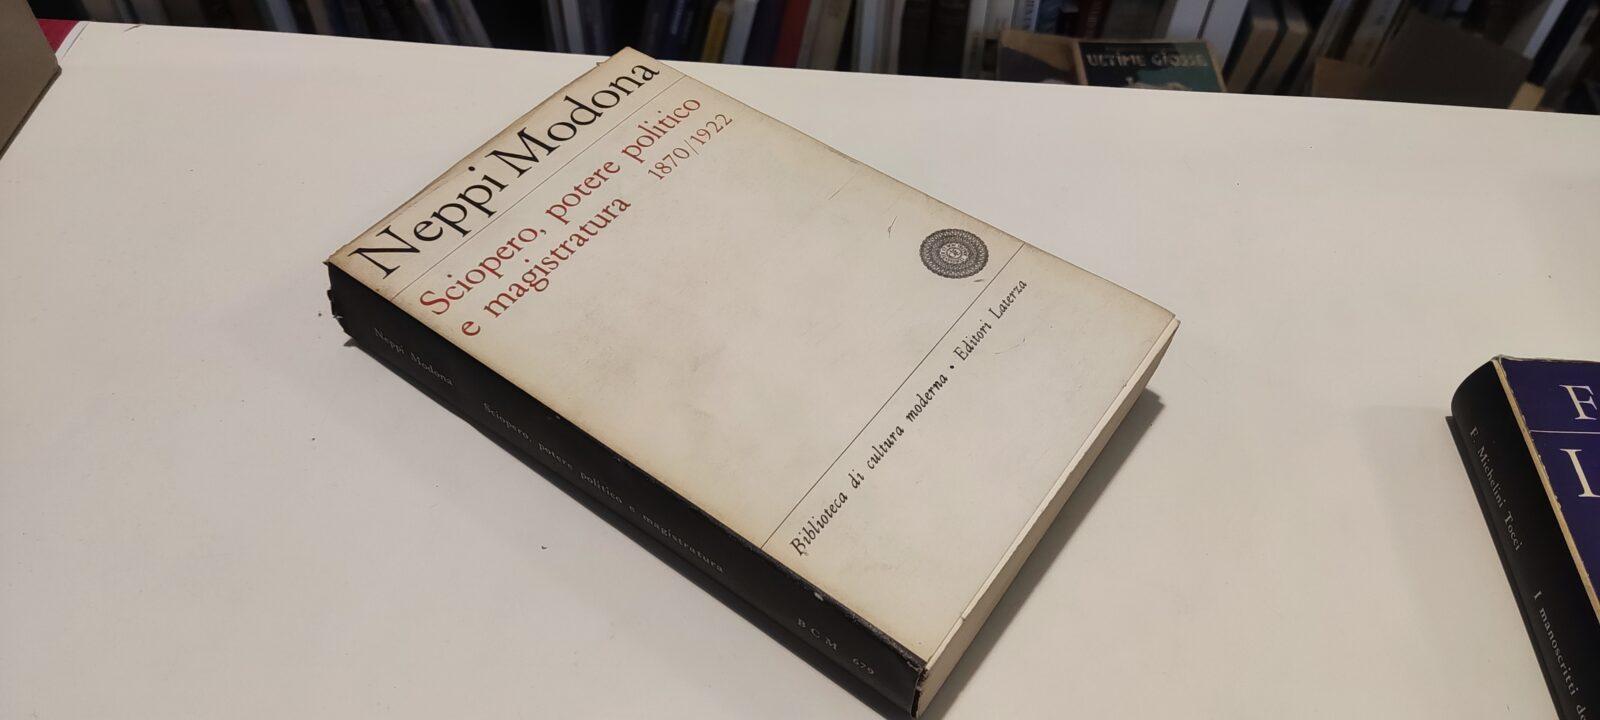 Neppi Modona
Sciopero, potere politico
e magistratura 1870/1922
Biblioteca di cultura moderna • Editori Laterza
Neppi Modona Sciopero, potere politico e magistratura BCM 679
ULTIME
F
I
F. Michelini Tocci I manoscritti